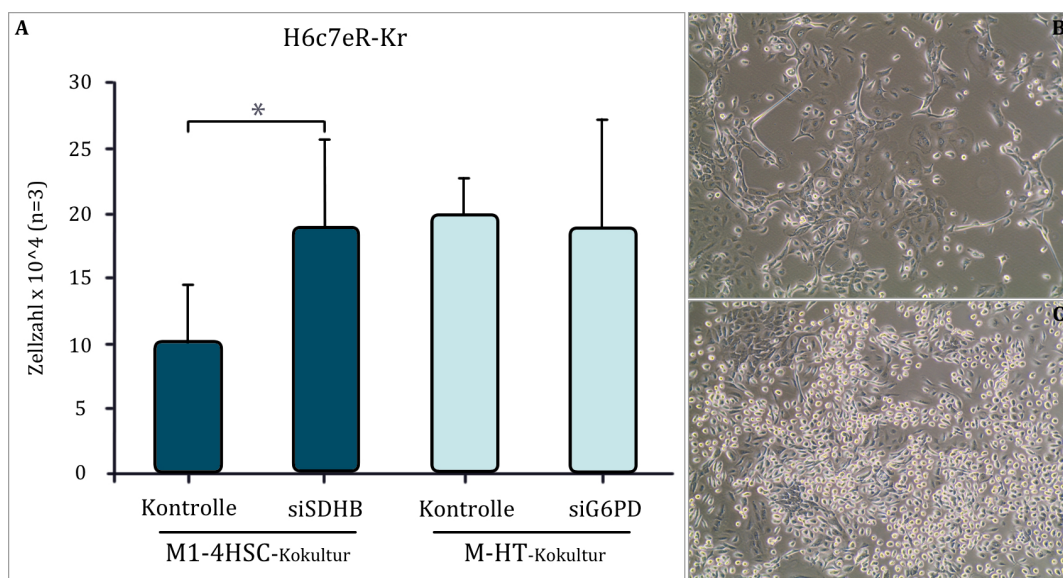 A
H6c7eR-Kr
Zellzahl x 10^4 (n=3)
30
25
20
15
10
5
0
*
Kontrolle siSDHB Kontrolle siG6PD
M1-4HSC-Kokultur M-HT-Kokultur
B
C